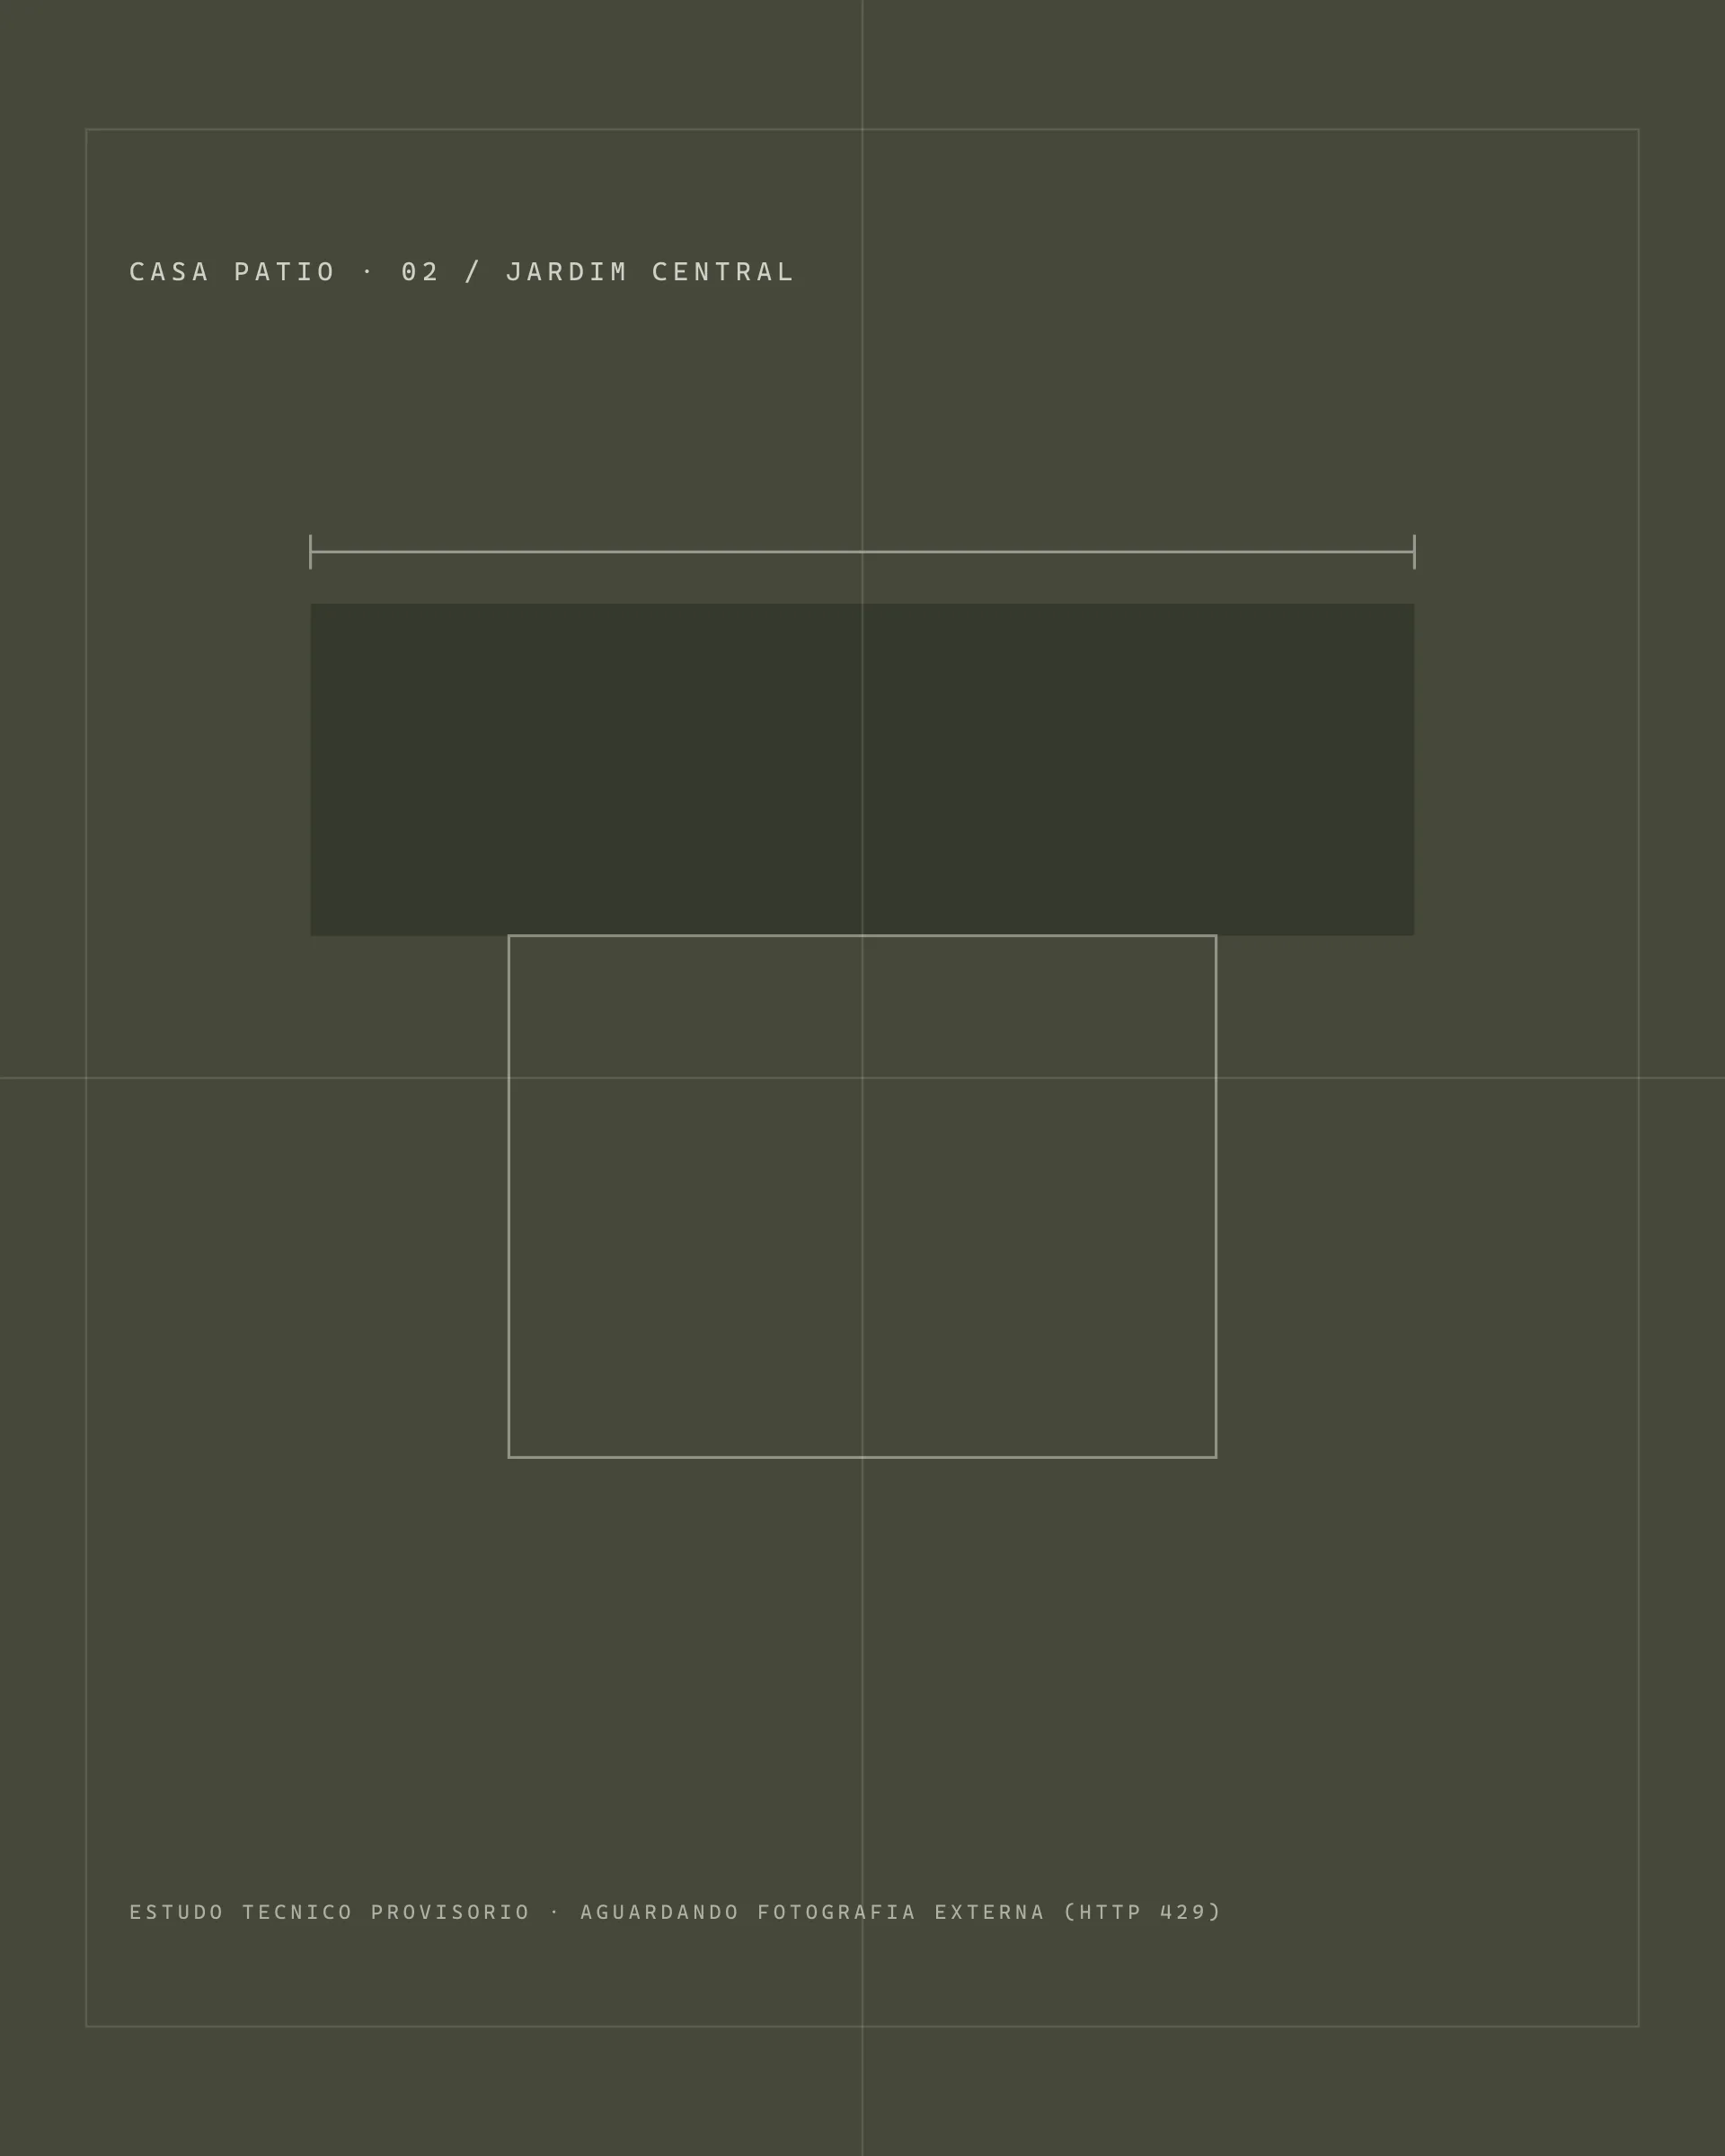 CASA PATIO · 02 / JARDIM CENTRAL
ESTUDO TECNICO PROVISORIO · AGUARDANDO FOTOGRAFIA EXTERNA (HTTP 429)